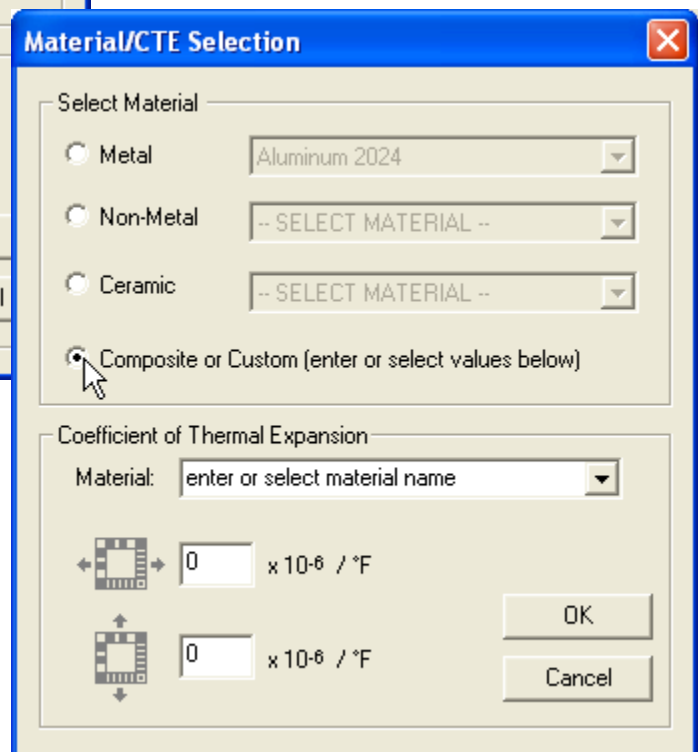 Material/CTE Selection
Select Material
Metal
Aluminum 2024
Non-Metal
-- SELECT MATERIAL --
Ceramic
-- SELECT MATERIAL --
Composite or Custom (enter or select values below)
Coefficient of Thermal Expansion
Material: enter or select material name
0 x 10-6 / °F
0 x 10-6 / °F
OK
Cancel